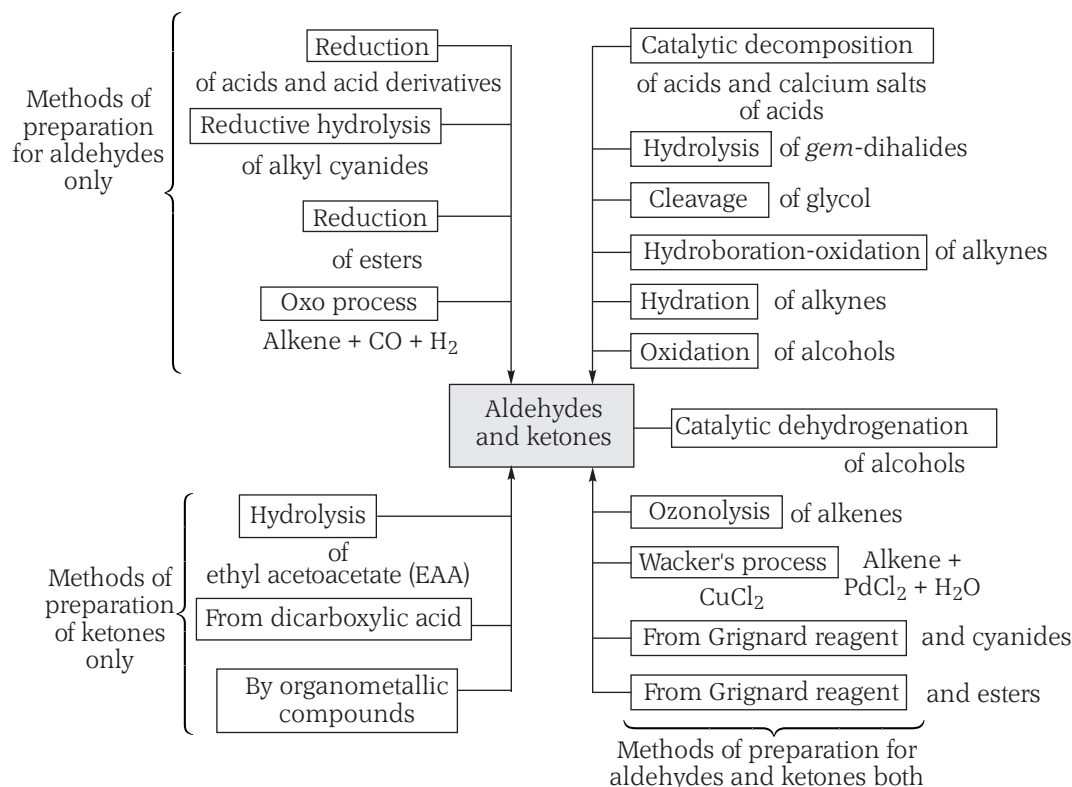 Methods of
preparation
for aldehydes
only
Reduction
of acids and acid derivatives
Reductive hydrolysis
of alkyl cyanides
Reduction
of esters
Oxo process
Alkene + CO + H₂
Catalytic decomposition
of acids and calcium salts
of acids
Hydrolysis of gem-dihalides
Cleavage of glycol
Hydroboration-oxidation of alkynes
Hydration of alkynes
Oxidation of alcohols
Aldehydes
and ketones
Catalytic dehydrogenation
of alcohols
Methods of
preparation
of ketones
only
Hydrolysis
of
ethyl acetoacetate (EAA)
From dicarboxylic acid
By organometallic
compounds
Ozonolysis of alkenes
Wacker's process Alkene +
CuCl₂ PdCl₂ + H₂O
From Grignard reagent and cyanides
From Grignard reagent and esters
Methods of preparation for
aldehydes and ketones both